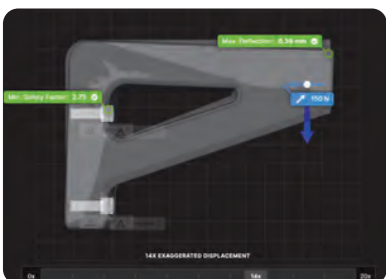 Max. Deflection: 0.36 mm
Min. Safety Factor: 2.75
150 N
14X EXAGGERATED DISPLACEMENT
0x
14x
20x